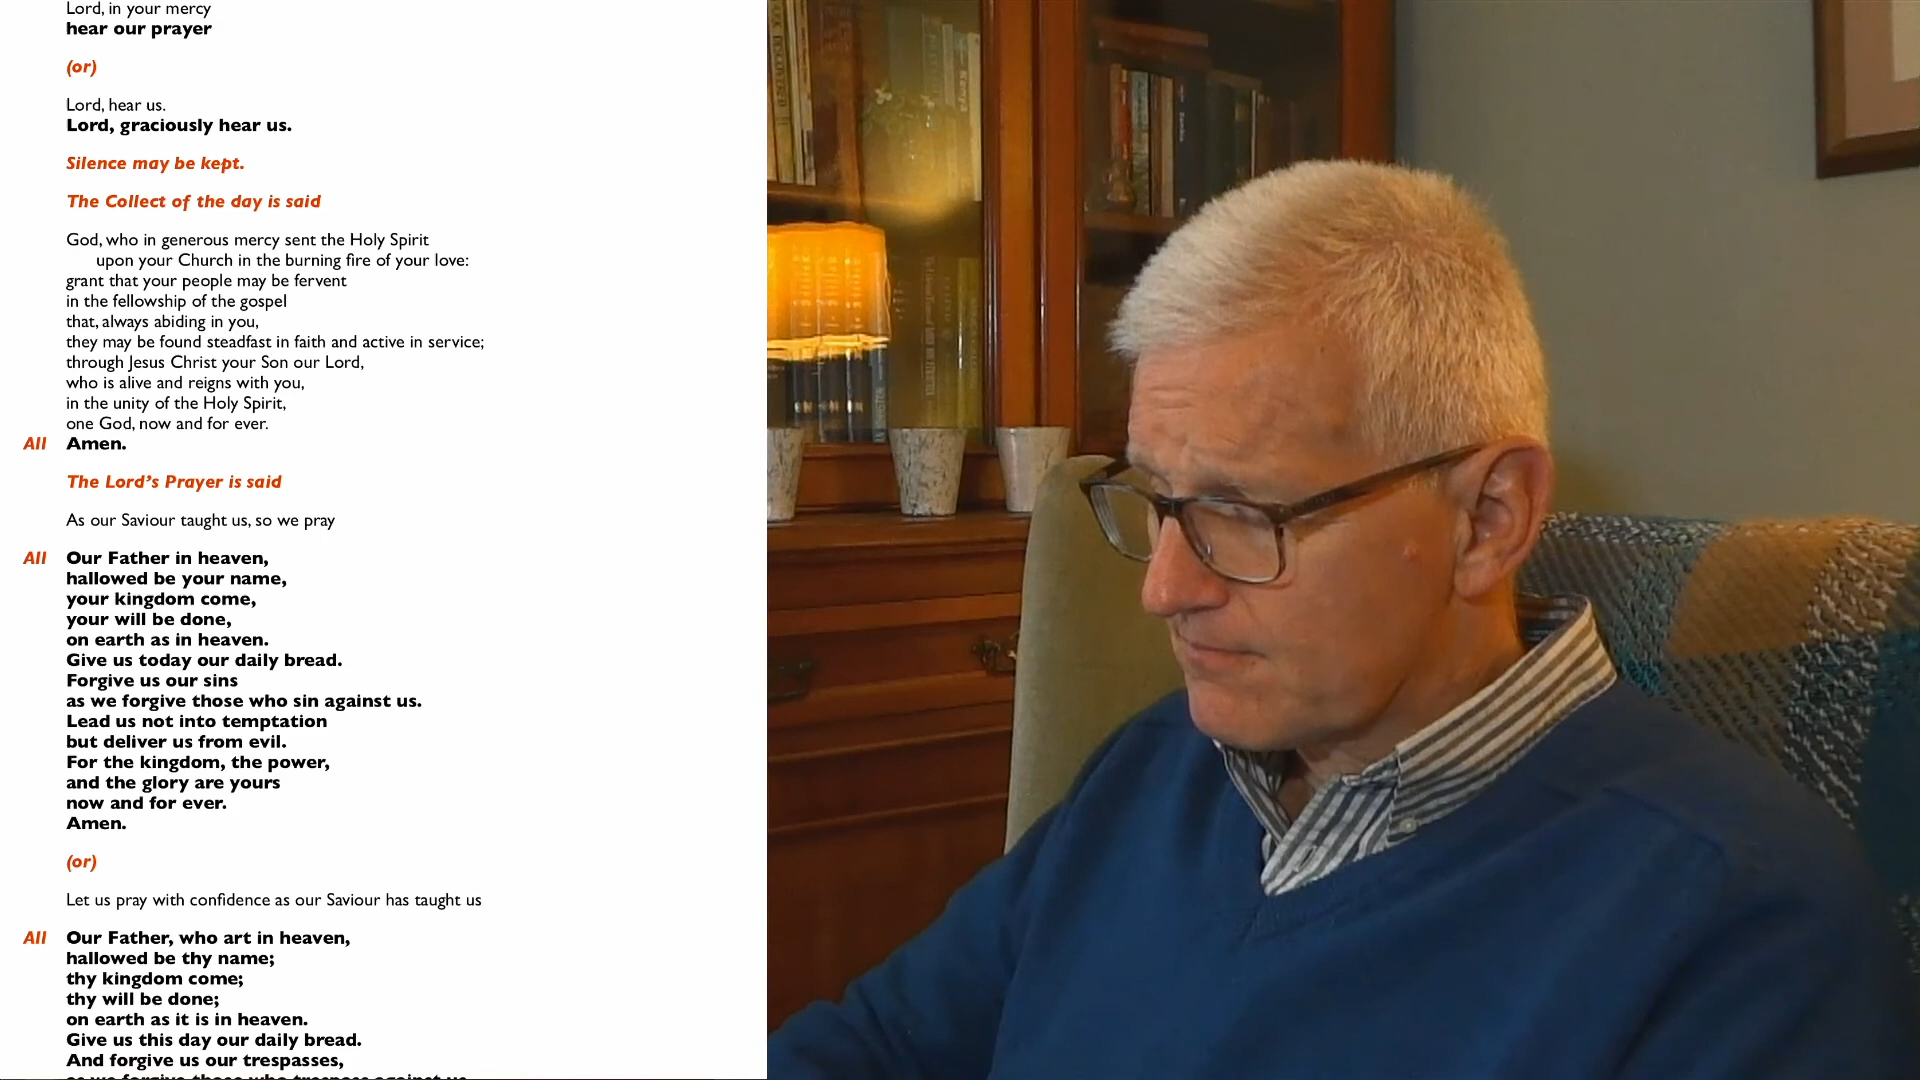 Lord, in your mercy
hear our prayer
(or)
Lord, hear us.
Lord, graciously hear us.
Silence may be kept.
The Collect of the day is said
God, who in generous mercy sent the Holy Spirit
upon your Church in the burning fire of your love:
grant that your people may be fervent
in the fellowship of the gospel
that, always abiding in you,
they may be found steadfast in faith and active in service;
through Jesus Christ your Son our Lord,
who is alive and reigns with you,
in the unity of the Holy Spirit,
one God, now and for ever.
All Amen.
The Lord's Prayer is said
As our Saviour taught us, so we pray
All Our Father in heaven,
hallowed be your name,
your kingdom come,
your will be done,
on earth as in heaven.
Give us today our daily bread.
Forgive us our sins
as we forgive those who sin against us.
Lead us not into temptation
but deliver us from evil.
For the kingdom, the power,
and the glory are yours
now and for ever.
Amen.
(or)
Let us pray with confidence as our Saviour has taught us
All Our Father, who art in heaven,
hallowed be thy name;
thy kingdom come;
thy will be done;
on earth as it is in heaven.
Give us this day our daily bread.
And forgive us our trespasses,
as we forgive those who trespass against us.